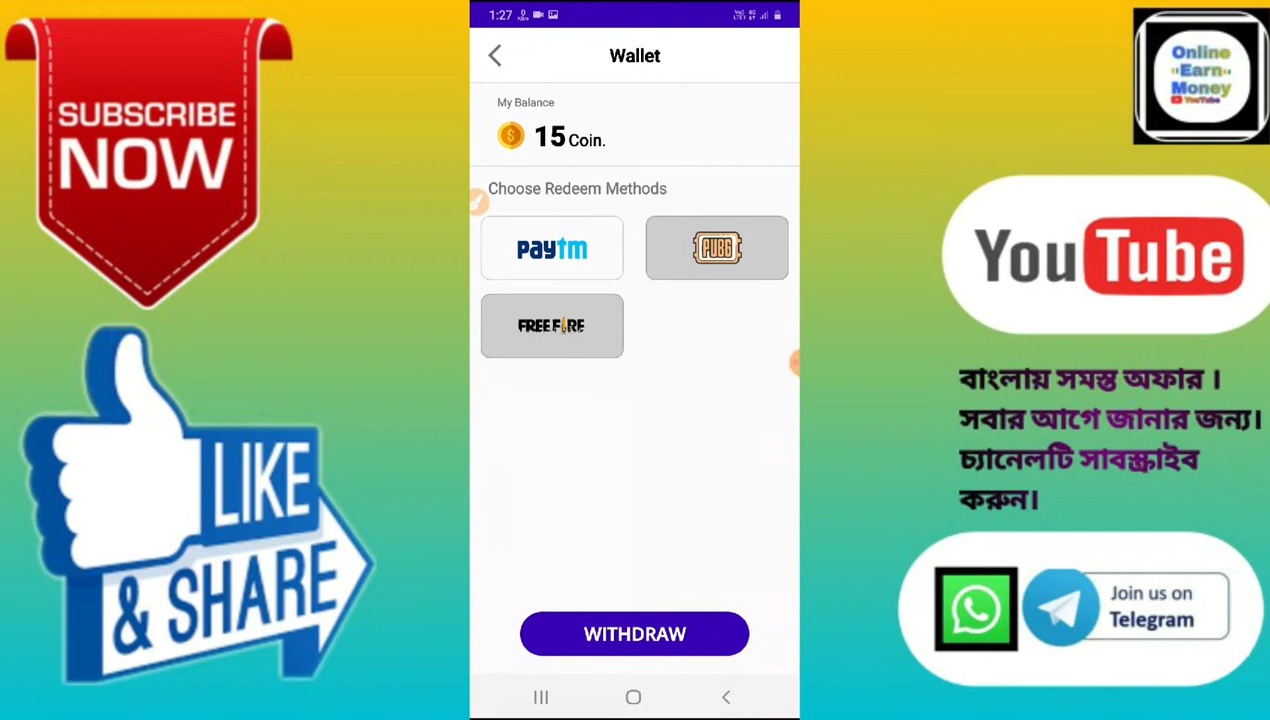 SUBSCRIBE
NOW
LIKE
& SHARE
1:27
Wallet
My Balance
15 Coin.
Choose Redeem Methods
paytm
PUBG
FREE FIRE
WITHDRAW
Online
Earn
Money
YouTube
YouTube
বাংলায় সমস্ত অফার ।
সবার আগে জানার জন্য।
চ্যানেলটি সাবস্ক্রাইব
করুন।
Join us on
Telegram